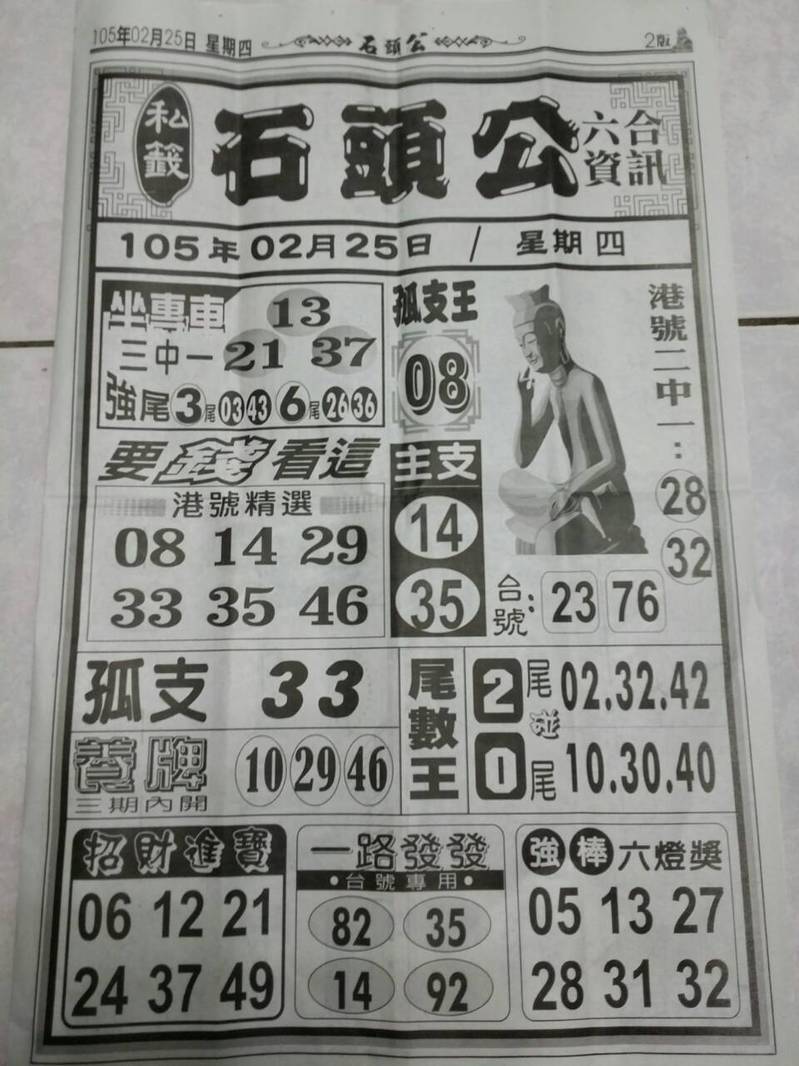 105年02月25日 星期四
石頭公
2版
私籤
石頭公
六合
資訊
105年02月25日 / 星期四
坐專車
三中一
13
21 37
強尾 3尾 03 43 6尾 26 36
孤支王
08
港號二中一:
28
32
要錢看這
港號精選
08 14 29
33 35 46
主支
14
35
台號: 23 76
孤支 33
養牌
三期內開
10 29 46
尾數王
2尾 02.32.42
碰
0尾 10.30.40
招財進寶
06 12 21
24 37 49
一路發發
•台號專用•
82 35
14 92
強棒六燈獎
05 13 27
28 31 32